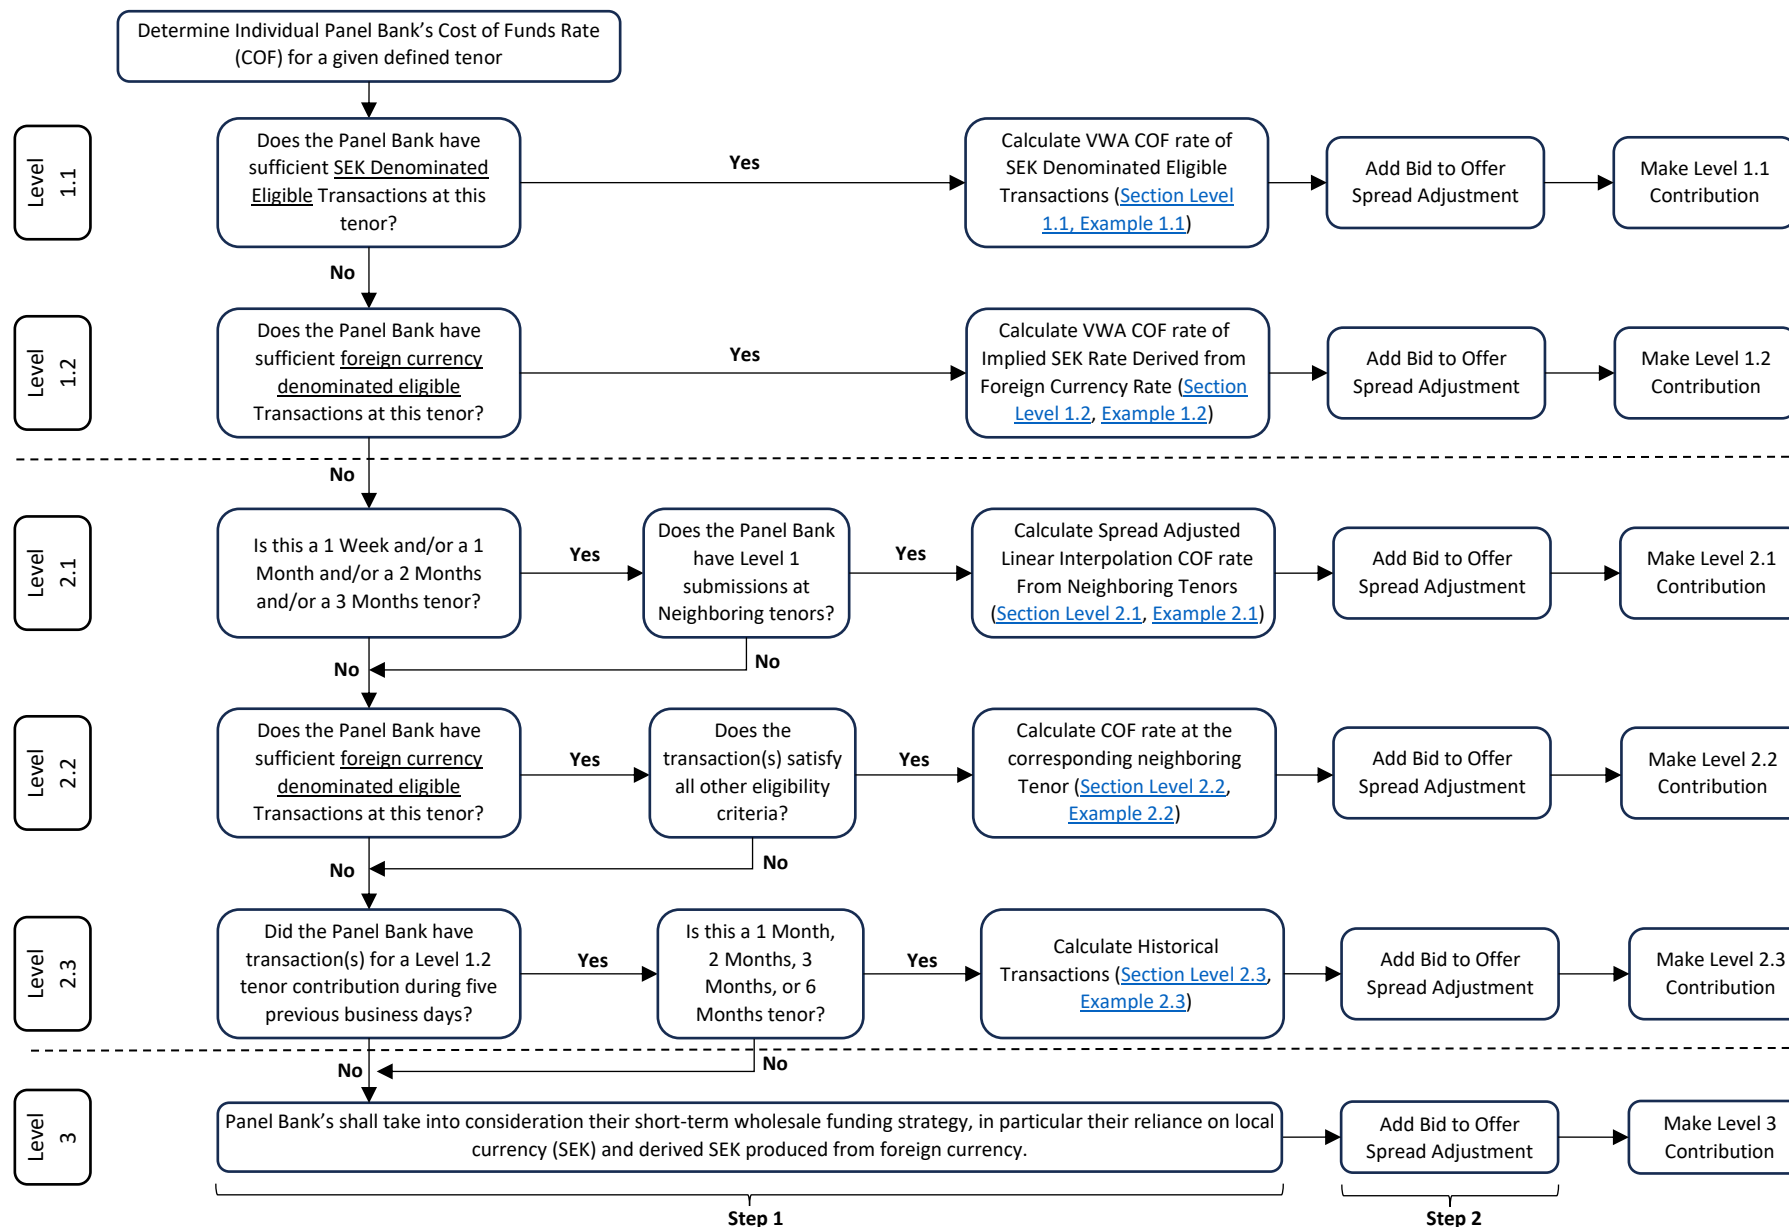 Determine Individual Panel Bank’s Cost of Funds Rate
(COF) for a given defined tenor
Level
1.1
Does the Panel Bank have
sufficient SEK Denominated
Eligible Transactions at this
tenor?
Yes
Calculate VWA COF rate of
SEK Denominated Eligible
Transactions (Section Level
1.1, Example 1.1)
Add Bid to Offer
Spread Adjustment
Make Level 1.1
Contribution
No
Level
1.2
Does the Panel Bank have
sufficient foreign currency
denominated eligible
Transactions at this tenor?
Yes
Calculate VWA COF rate of
Implied SEK Rate Derived from
Foreign Currency Rate (Section
Level 1.2, Example 1.2)
Add Bid to Offer
Spread Adjustment
Make Level 1.2
Contribution
No
Level
2.1
Is this a 1 Week and/or a 1
Month and/or a 2 Months
and/or a 3 Months tenor?
Yes
Does the Panel Bank
have Level 1
submissions at
Neighboring tenors?
Yes
Calculate Spread Adjusted
Linear Interpolation COF rate
From Neighboring Tenors
(Section Level 2.1, Example 2.1)
Add Bid to Offer
Spread Adjustment
Make Level 2.1
Contribution
No
No
Level
2.2
Does the Panel Bank have
sufficient foreign currency
denominated eligible
Transactions at this tenor?
Yes
Does the
transaction(s) satisfy
all other eligibility
criteria?
Yes
Calculate COF rate at the
corresponding neighboring
Tenor (Section Level 2.2,
Example 2.2)
Add Bid to Offer
Spread Adjustment
Make Level 2.2
Contribution
No
No
Level
2.3
Did the Panel Bank have
transaction(s) for a Level 1.2
tenor contribution during five
previous business days?
Yes
Is this a 1 Month,
2 Months, 3
Months, or 6
Months tenor?
Yes
Calculate Historical
Transactions (Section Level 2.3,
Example 2.3)
Add Bid to Offer
Spread Adjustment
Make Level 2.3
Contribution
No
No
Level
3
Panel Bank’s shall take into consideration their short-term wholesale funding strategy, in particular their reliance on local
currency (SEK) and derived SEK produced from foreign currency.
Add Bid to Offer
Spread Adjustment
Make Level 3
Contribution
Step 1
Step 2